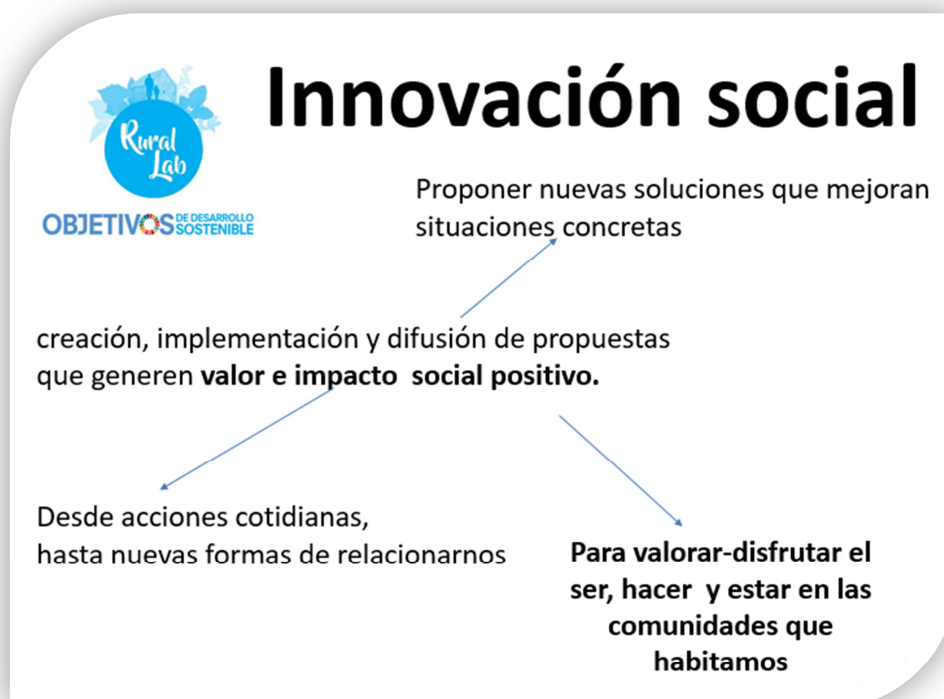 Innovación social
Rural
Lab
OBJETIVOS DE DESARROLLO
SOSTENIBLE
Proponer nuevas soluciones que mejoran
situaciones concretas
creación, implementación y difusión de propuestas
que generen valor e impacto  social positivo.
Desde acciones cotidianas,
hasta nuevas formas de relacionarnos
Para valorar-disfrutar el
ser, hacer  y estar en las
comunidades que
habitamos